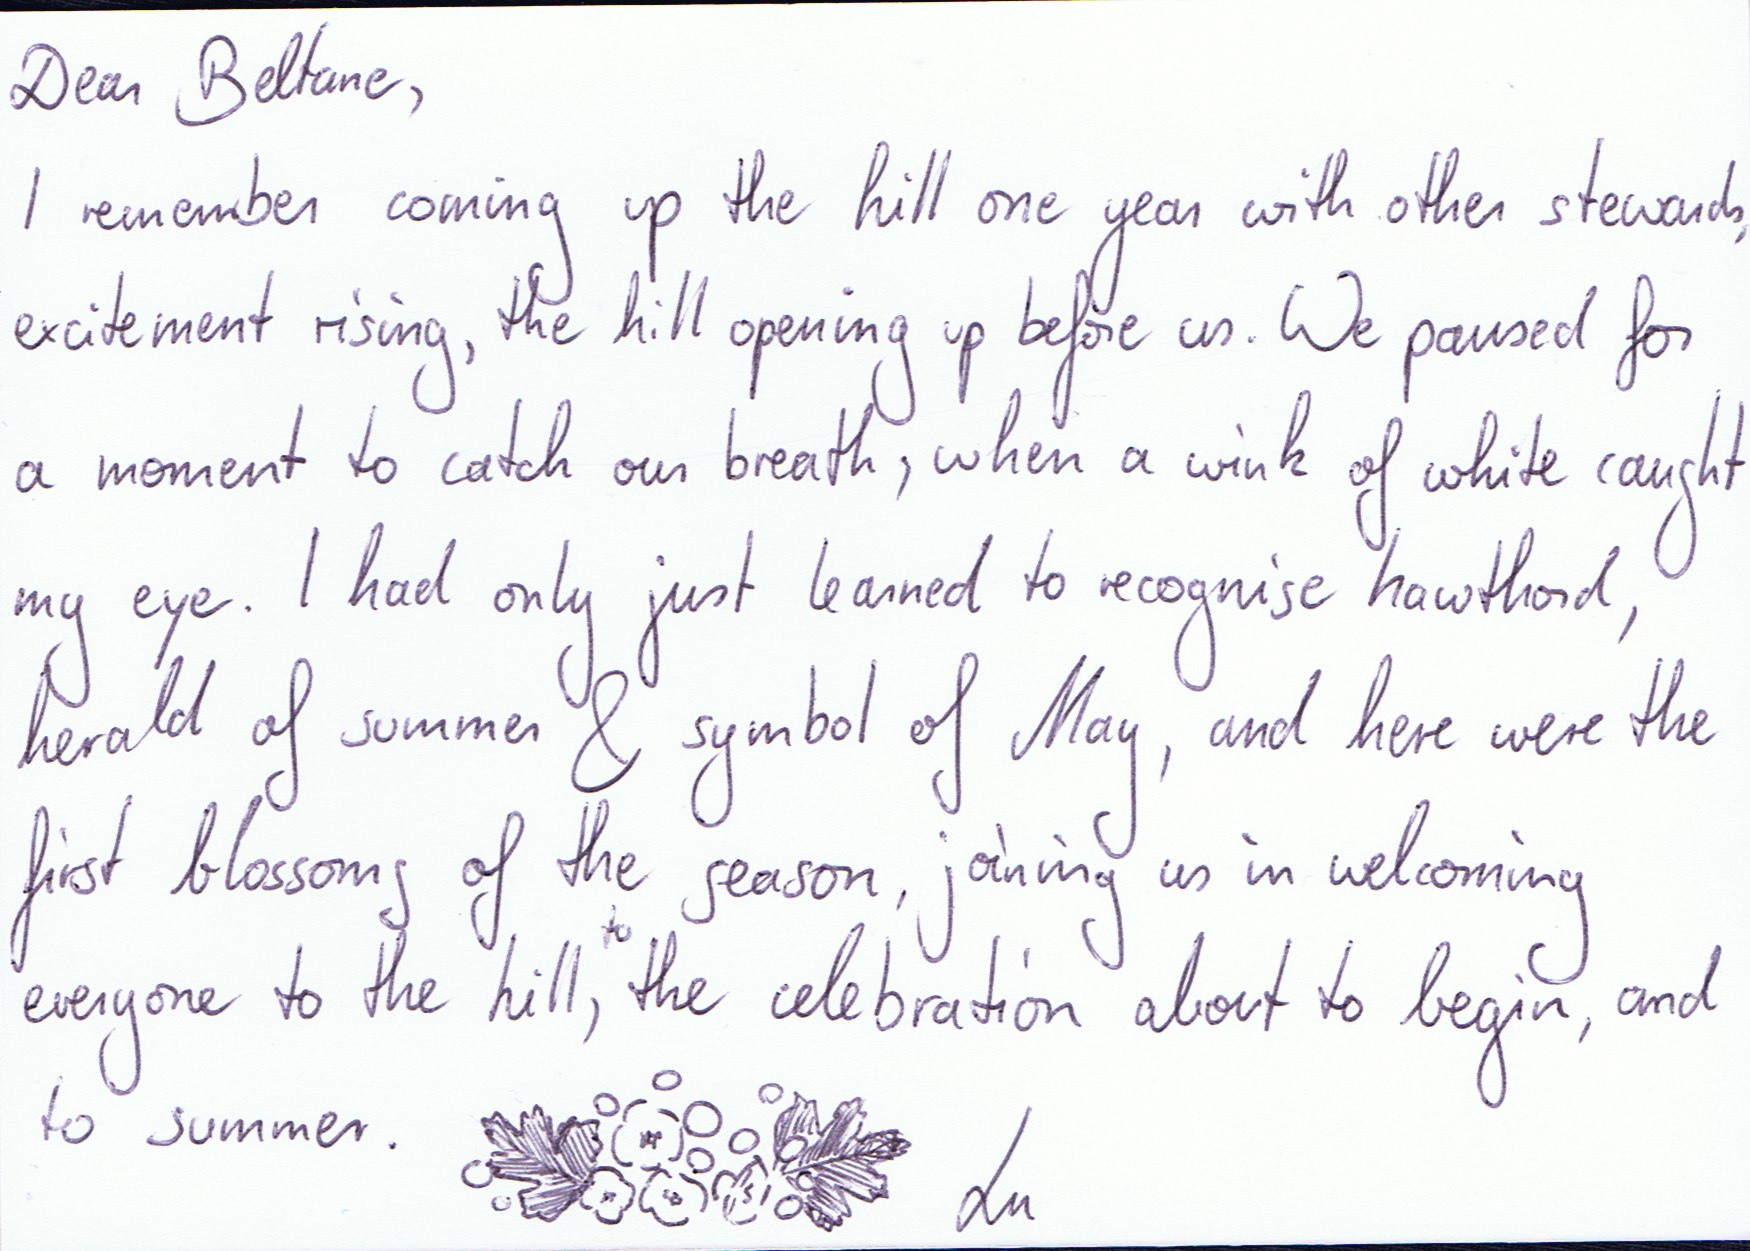 Dear Beltane,
I remember coming up the hill one year with other stewards,
excitement rising, the hill opening up before us. We paused for
a moment to catch our breath, when a wink of white caught
my eye. I had only just learned to recognise hawthord,
herald of summer & symbol of May, and here were the
first blossoms of the season, joining us in welcoming
everyone to the hill, to the celebration about to begin, and
to summer.
Lu